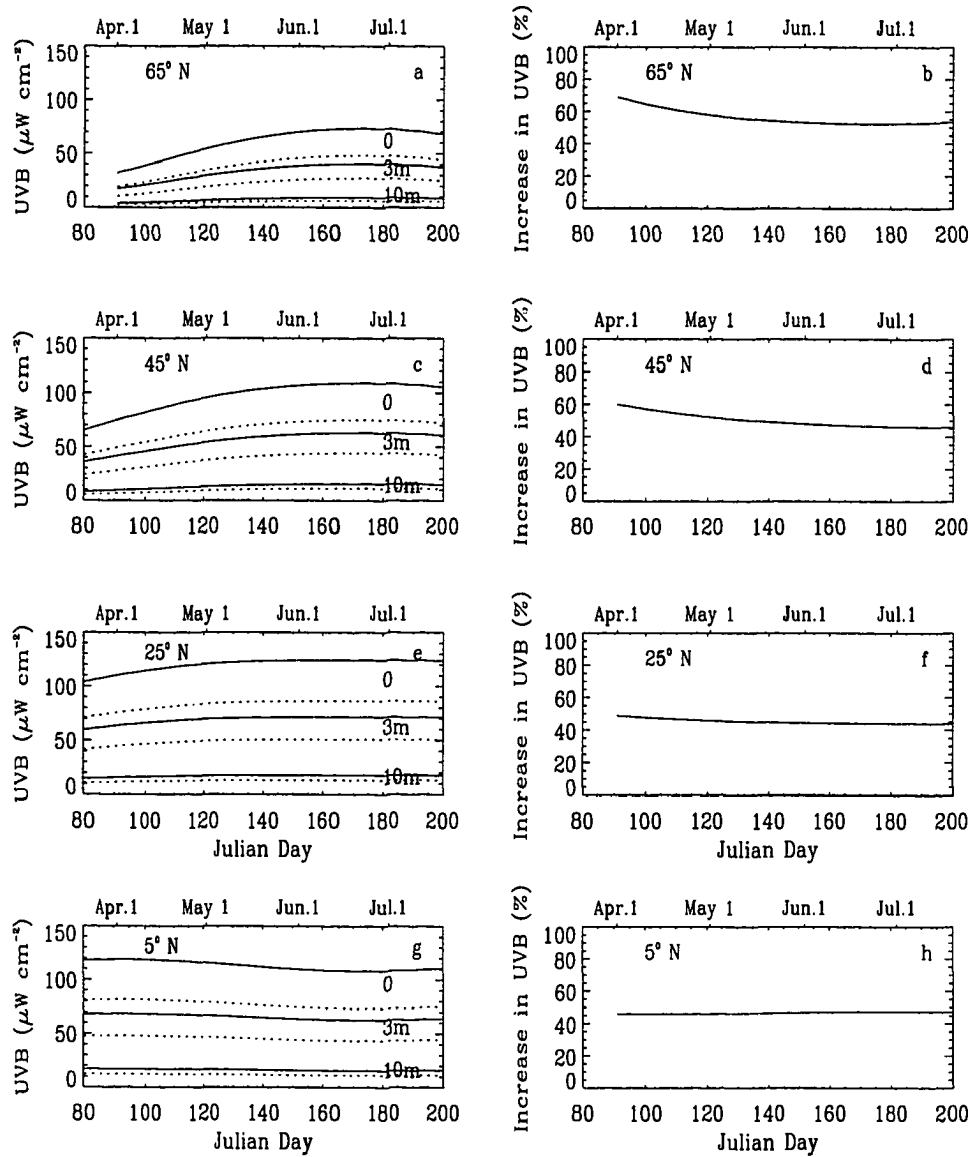 Apr.1 May 1 Jun.1 Jul.1
UVB (μW cm⁻²)
150
100
50
0
65° N
a
0
3m
10m
80 100 120 140 160 180 200
Apr.1 May 1 Jun.1 Jul.1
Increase in UVB (%)
100
80
60
40
20
0
65° N
b
80 100 120 140 160 180 200
Apr.1 May 1 Jun.1 Jul.1
UVB (μW cm⁻²)
150
100
50
0
45° N
c
0
3m
10m
80 100 120 140 160 180 200
Apr.1 May 1 Jun.1 Jul.1
Increase in UVB (%)
100
80
60
40
20
0
45° N
d
80 100 120 140 160 180 200
Apr.1 May 1 Jun.1 Jul.1
UVB (μW cm⁻²)
150
100
50
0
25° N
e
0
3m
10m
80 100 120 140 160 180 200
Julian Day
Apr.1 May 1 Jun.1 Jul.1
Increase in UVB (%)
100
80
60
40
20
0
25° N
f
80 100 120 140 160 180 200
Julian Day
Apr.1 May 1 Jun.1 Jul.1
UVB (μW cm⁻²)
150
100
50
0
5° N
g
0
3m
10m
80 100 120 140 160 180 200
Julian Day
Apr.1 May 1 Jun.1 Jul.1
Increase in UVB (%)
100
80
60
40
20
0
5° N
h
80 100 120 140 160 180 200
Julian Day